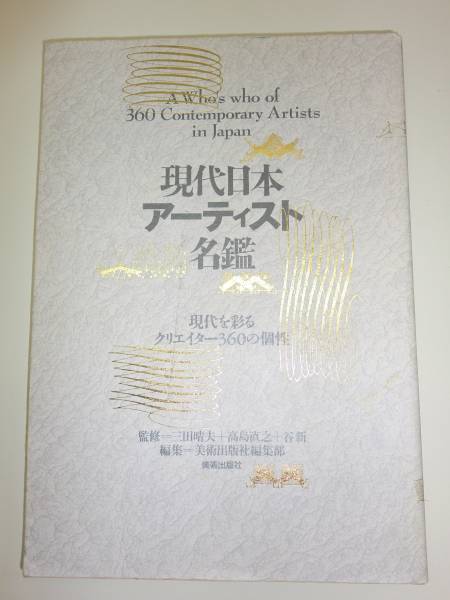 A Who's who of
360 Contemporary Artists
in Japan
現代日本
アーティスト
名鑑
現代を彩る
クリエイター360の個性
監修=三田晴夫+高島直之+谷新
編集=美術出版社編集部
美術出版社